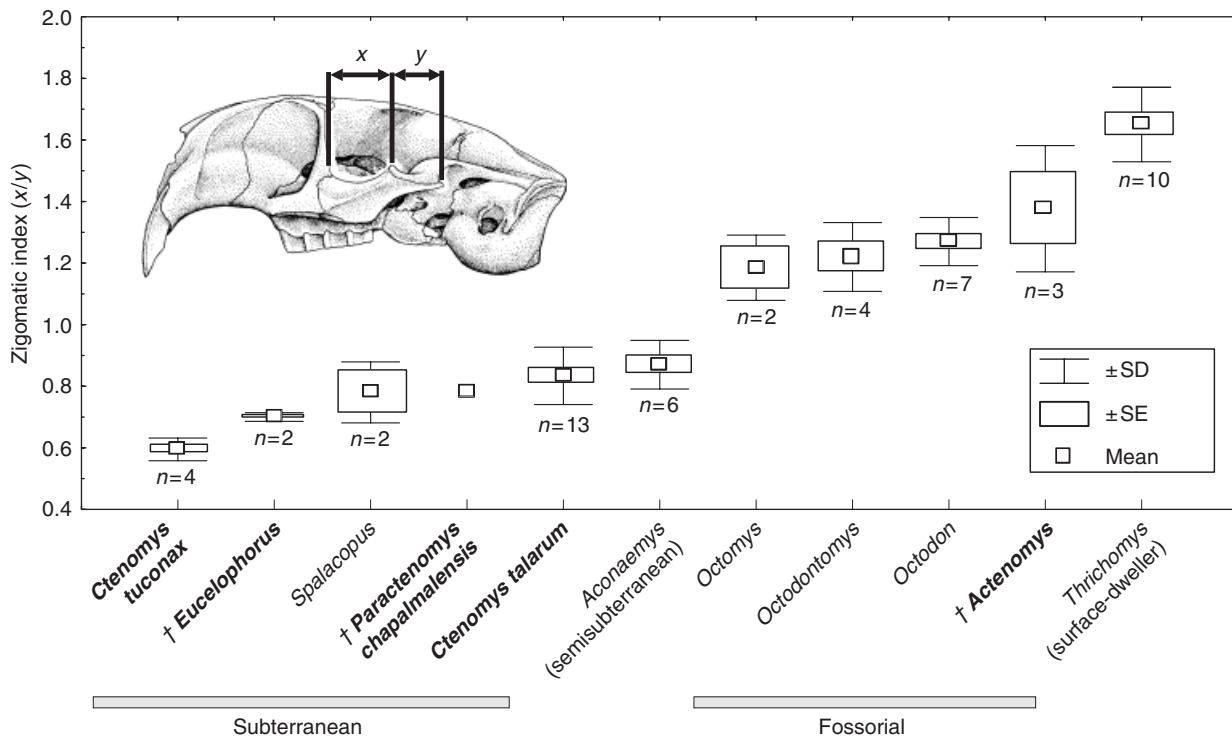 2.0
1.8
1.6
1.4
1.2
1.0
0.8
0.6
0.4
Zigomatic index (x/y)
x
y
n=4
n=2
n=2
n=13
n=6
n=2
n=4
n=7
n=3
n=10
±SD
±SE
Mean
Ctenomys
tuconax
† Eucelophorus
Spalacopus
† Paractenomys
chapalmalensis
Ctenomys talarum
Aconaemys
(semisubterranean)
Octomys
Octodontomys
Octodon
† Actenomys
Thrichomys
(surface-dweller)
Subterranean
Fossorial